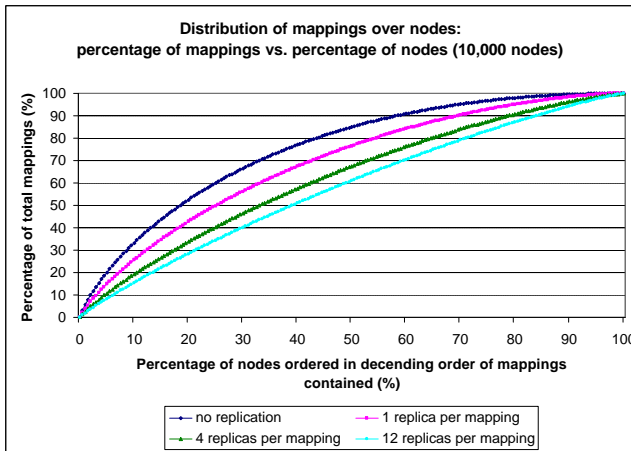 Distribution of mappings over nodes:
percentage of mappings vs. percentage of nodes (10,000 nodes)
Percentage of total mappings (%)
100
90
80
70
60
50
40
30
20
10
0
0 10 20 30 40 50 60 70 80 90 100
Percentage of nodes ordered in decending order of mappings
contained (%)
no replication
1 replica per mapping
4 replicas per mapping
12 replicas per mapping